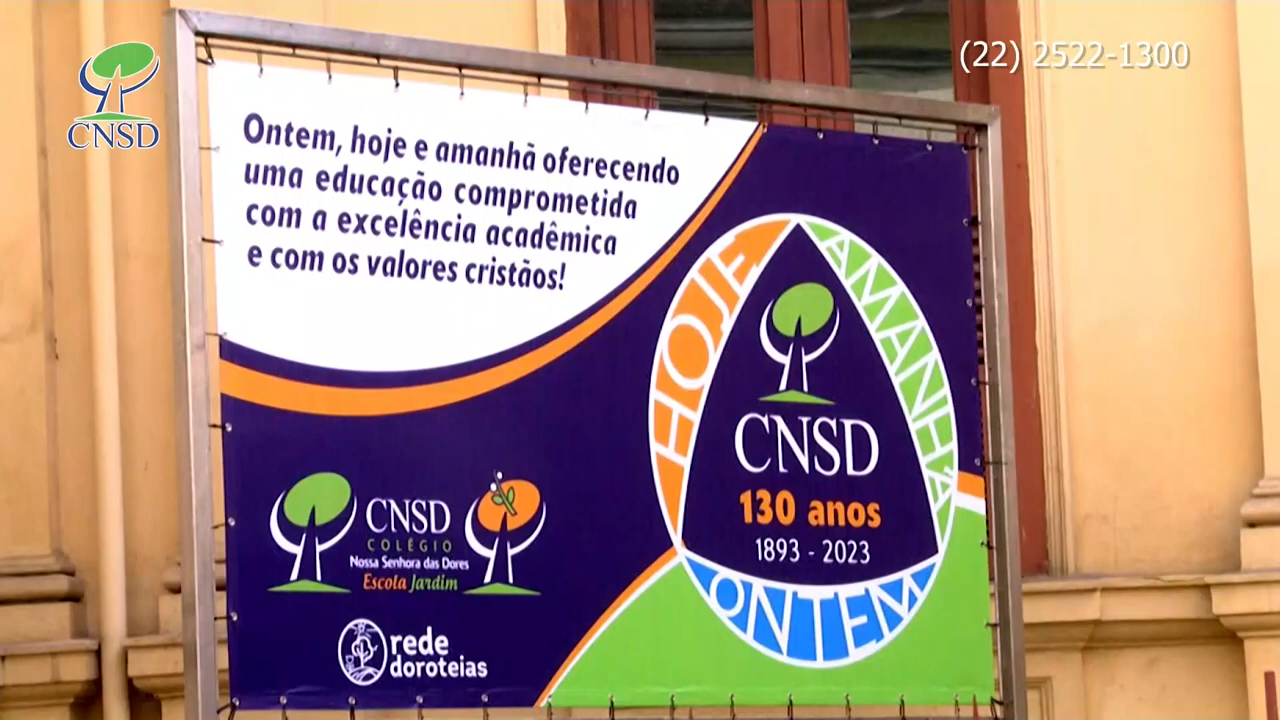 (22) 2522-1300
CNSD
Ontem, hoje e amanhã oferecendo
uma educação comprometida
com a excelência acadêmica
e com os valores cristãos!
HOJE
AMANHÃ
CNSD
130 anos
1893 - 2023
ONTEM
CNSD
COLÉGIO
Nossa Senhora das Dores
Escola Jardim
rede
doroteias